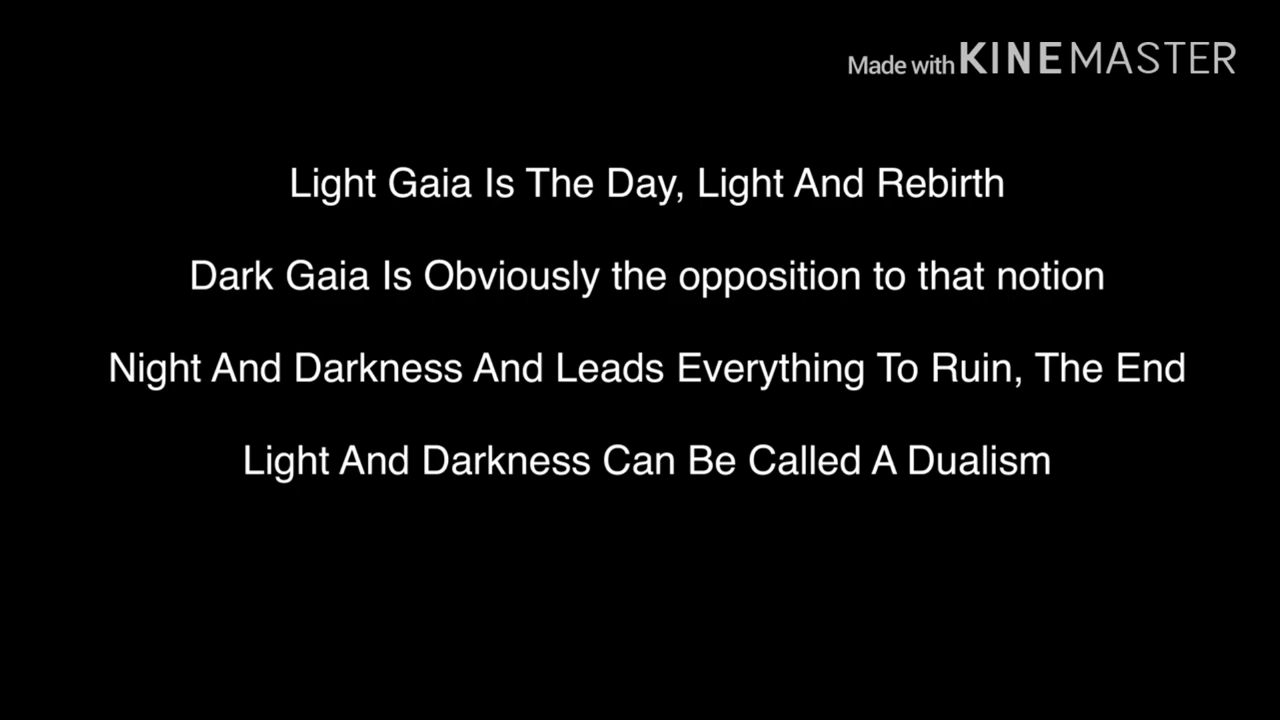 Made with KINEMASTER
Light Gaia Is The Day, Light And Rebirth
Dark Gaia Is Obviously the opposition to that notion
Night And Darkness And Leads Everything To Ruin, The End
Light And Darkness Can Be Called A Dualism